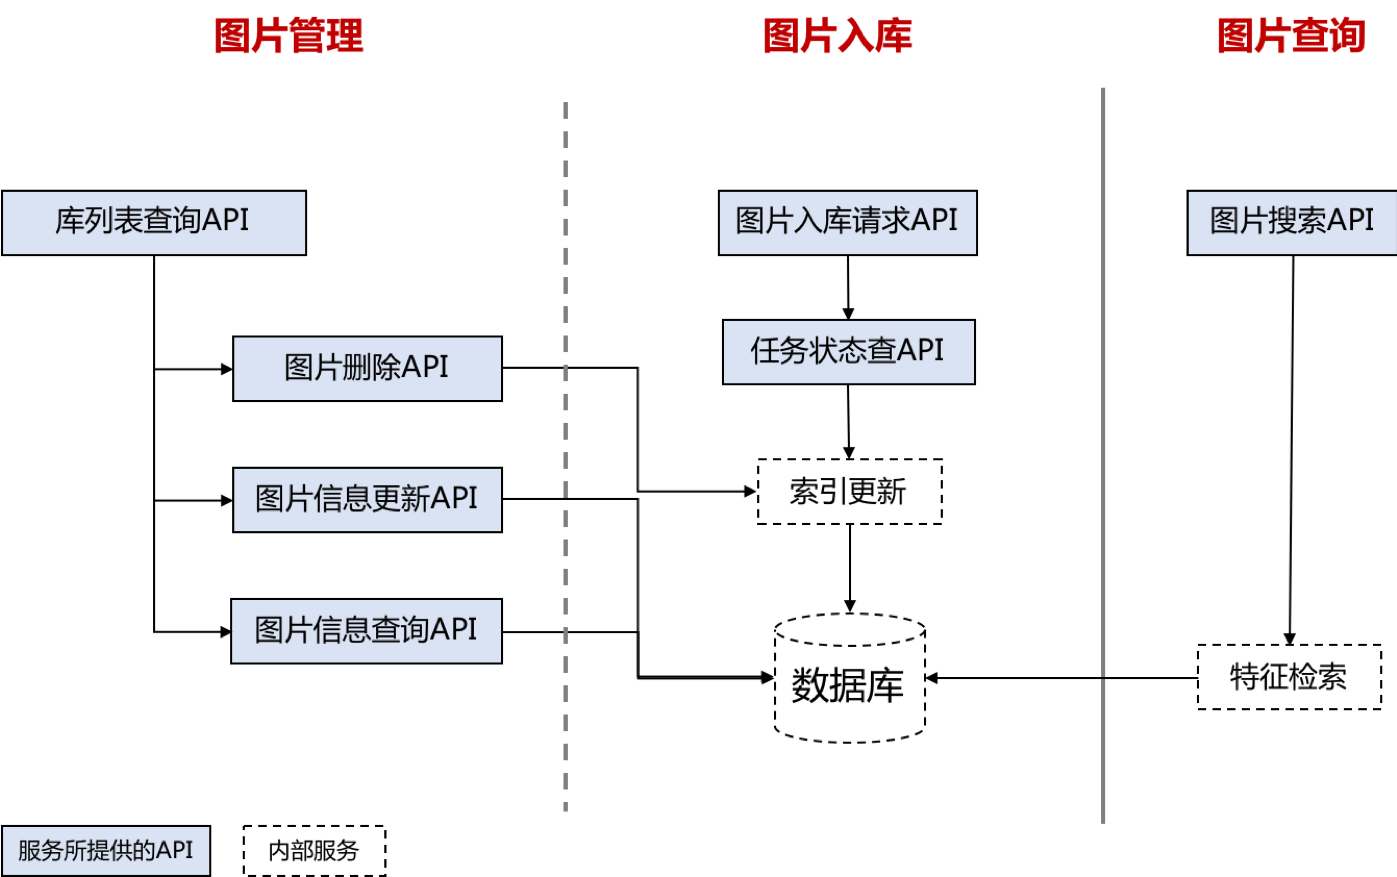 图片管理
图片入库
图片查询
库列表查询API
图片入库请求API
图片搜索API
任务状态查API
图片删除API
图片信息更新API
索引更新
图片信息查询API
数据库
特征检索
服务所提供的API
内部服务